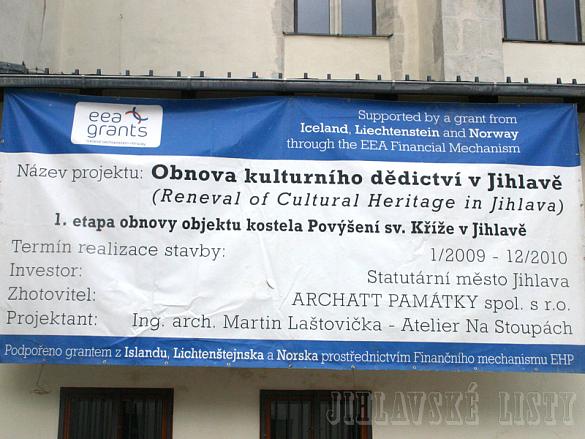 eea
grants
Supported by a grant from
Iceland, Liechtenstein and Norway
through the EEA Financial Mechanism
Název projektu: Obnova kulturního dědictví v Jihlavě
(Reneval of Cultural Heritage in Jihlava)
1. etapa obnovy objektu kostela Povýšení sv. Kříže v Jihlavě
Termín realizace stavby: 1/2009 - 12/2010
Investor: Statutární město Jihlava
Zhotovitel: ARCHATT PAMÁTKY spol. s r.o.
Projektant: Ing. arch. Martin Laštovička - Atelier Na Stoupách
Podpořeno grantem z Islandu, Lichtenštejnska a Norska prostřednictvím Finančního mechanismu EHP
JIHLAVSKÉ LISTY